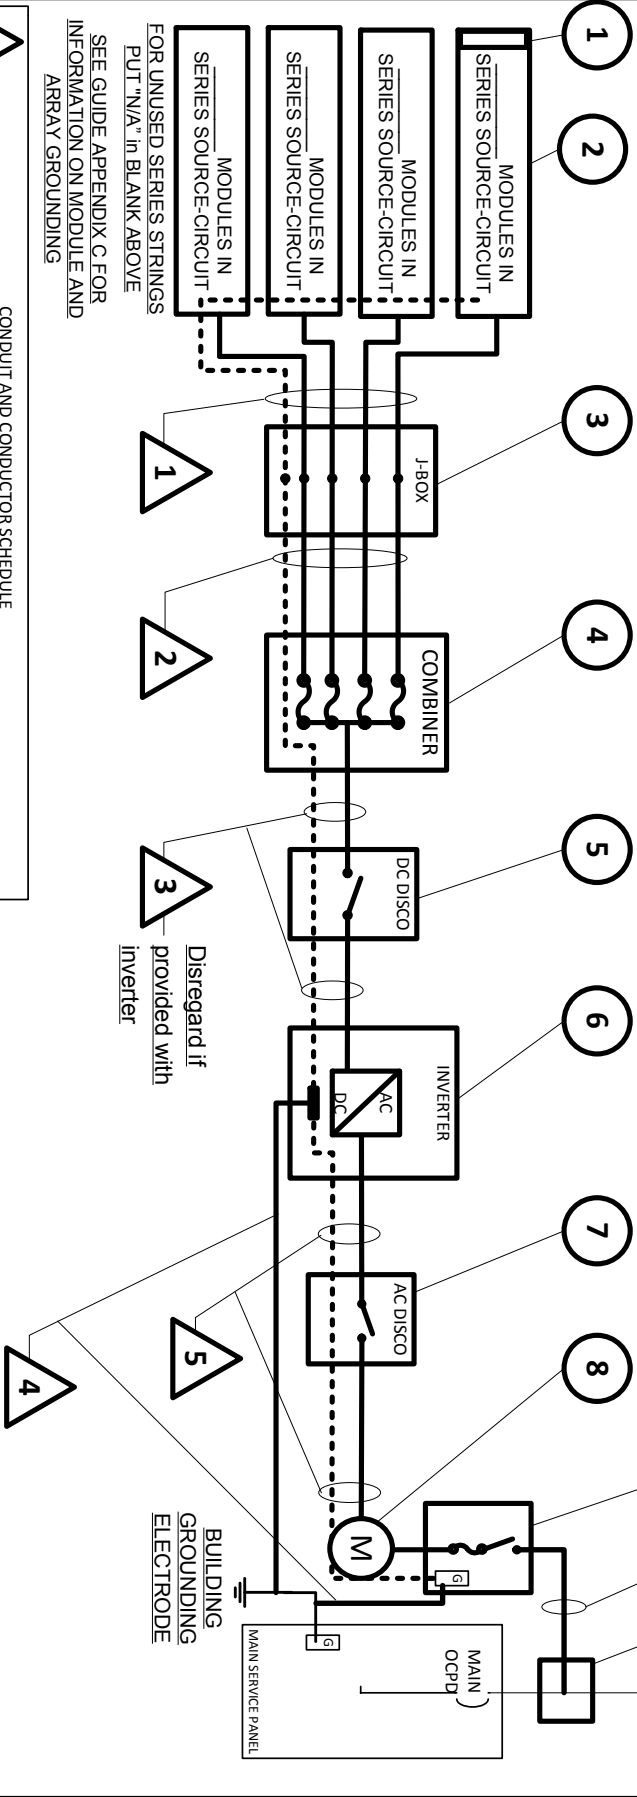 1
2
3
4
5
6
7
8
_______ MODULES IN
SERIES SOURCE-CIRCUIT
_______ MODULES IN
SERIES SOURCE-CIRCUIT
_______ MODULES IN
SERIES SOURCE-CIRCUIT
_______ MODULES IN
SERIES SOURCE-CIRCUIT
FOR UNUSED SERIES STRINGS
PUT "N/A" in BLANK ABOVE
SEE GUIDE APPENDIX C FOR
INFORMATION ON MODULE AND
ARRAY GROUNDING
J-BOX
COMBINER
DC DISCO
INVERTER
AC
DC
AC DISCO
M
G
MAIN
OCPD
G
MAIN SERVICE PANEL
BUILDING
GROUNDING
ELECTRODE
1
2
3
Disregard if
provided with
inverter
5
4
CONDUIT AND CONDUCTOR SCHEDULE